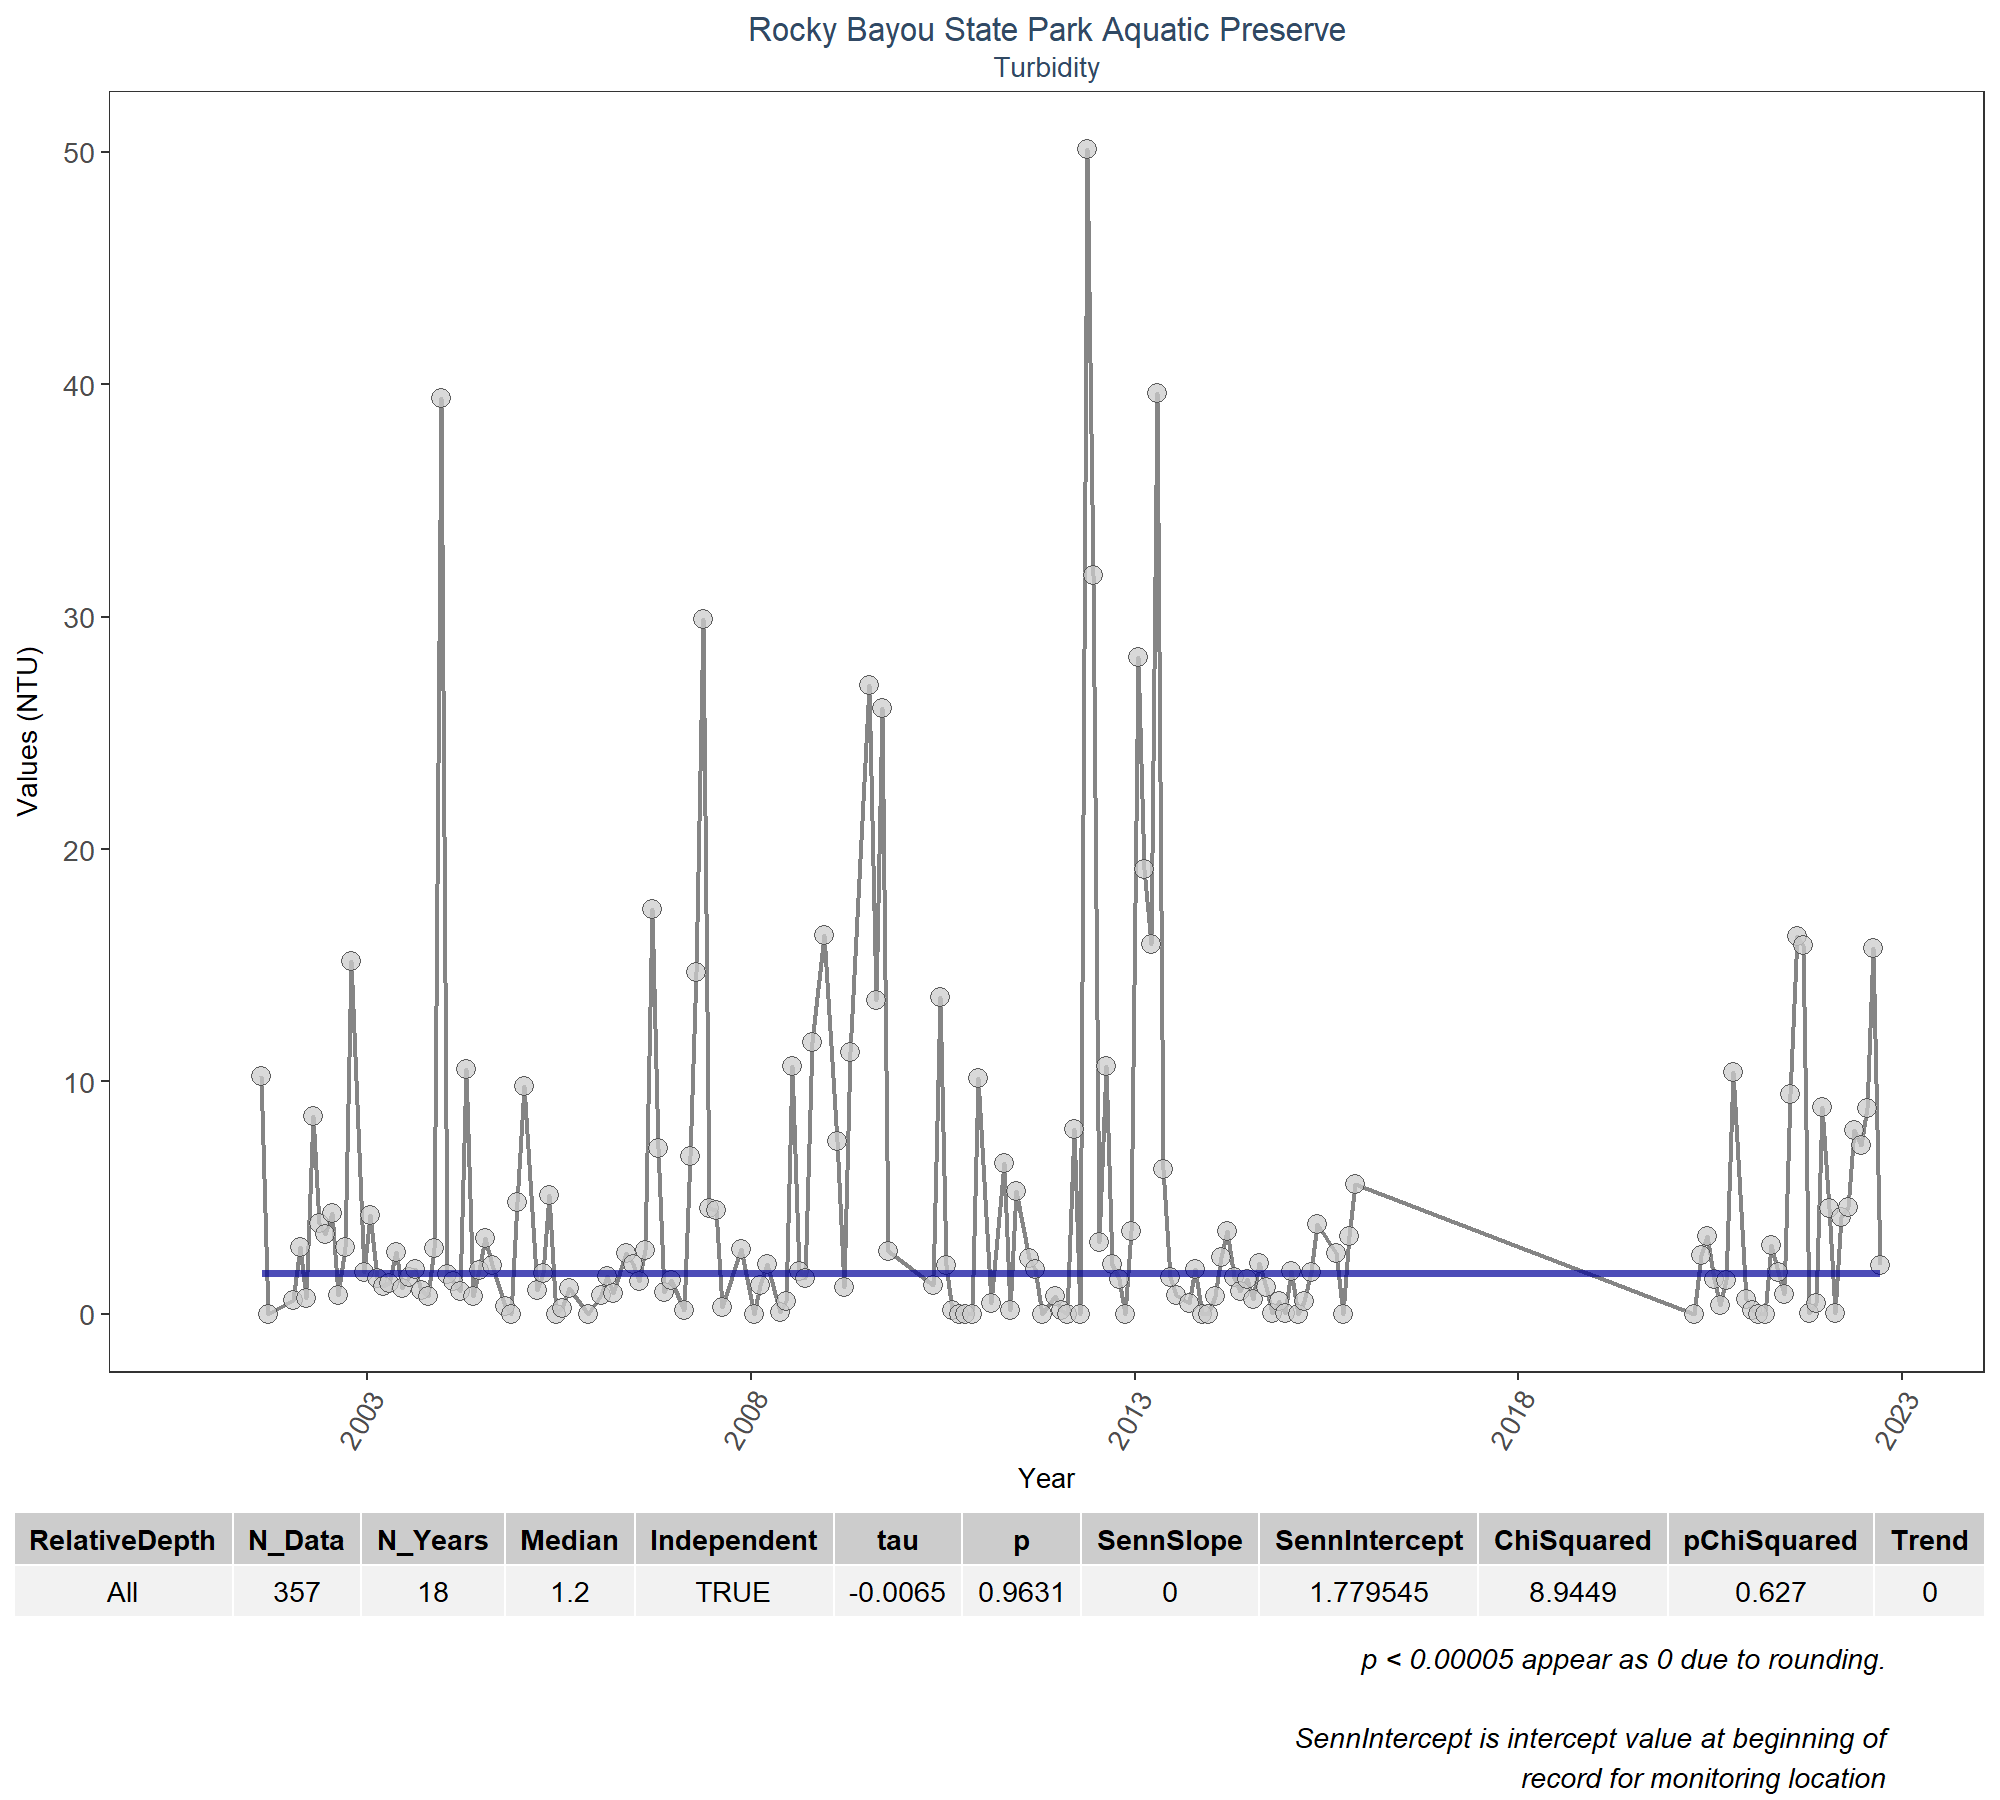 Rocky Bayou State Park Aquatic Preserve
Turbidity
50
40
30
20
10
0
Values (NTU)
2003 2008 2013 2018 2023
Year
RelativeDepth N_Data N_Years Median Independent tau p SennSlope SennIntercept ChiSquared pChiSquared Trend
All 357 18 1.2 TRUE -0.0065 0.9631 0 1.779545 8.9449 0.627 0
p < 0.00005 appear as 0 due to rounding.
SennIntercept is intercept value at beginning of
record for monitoring location